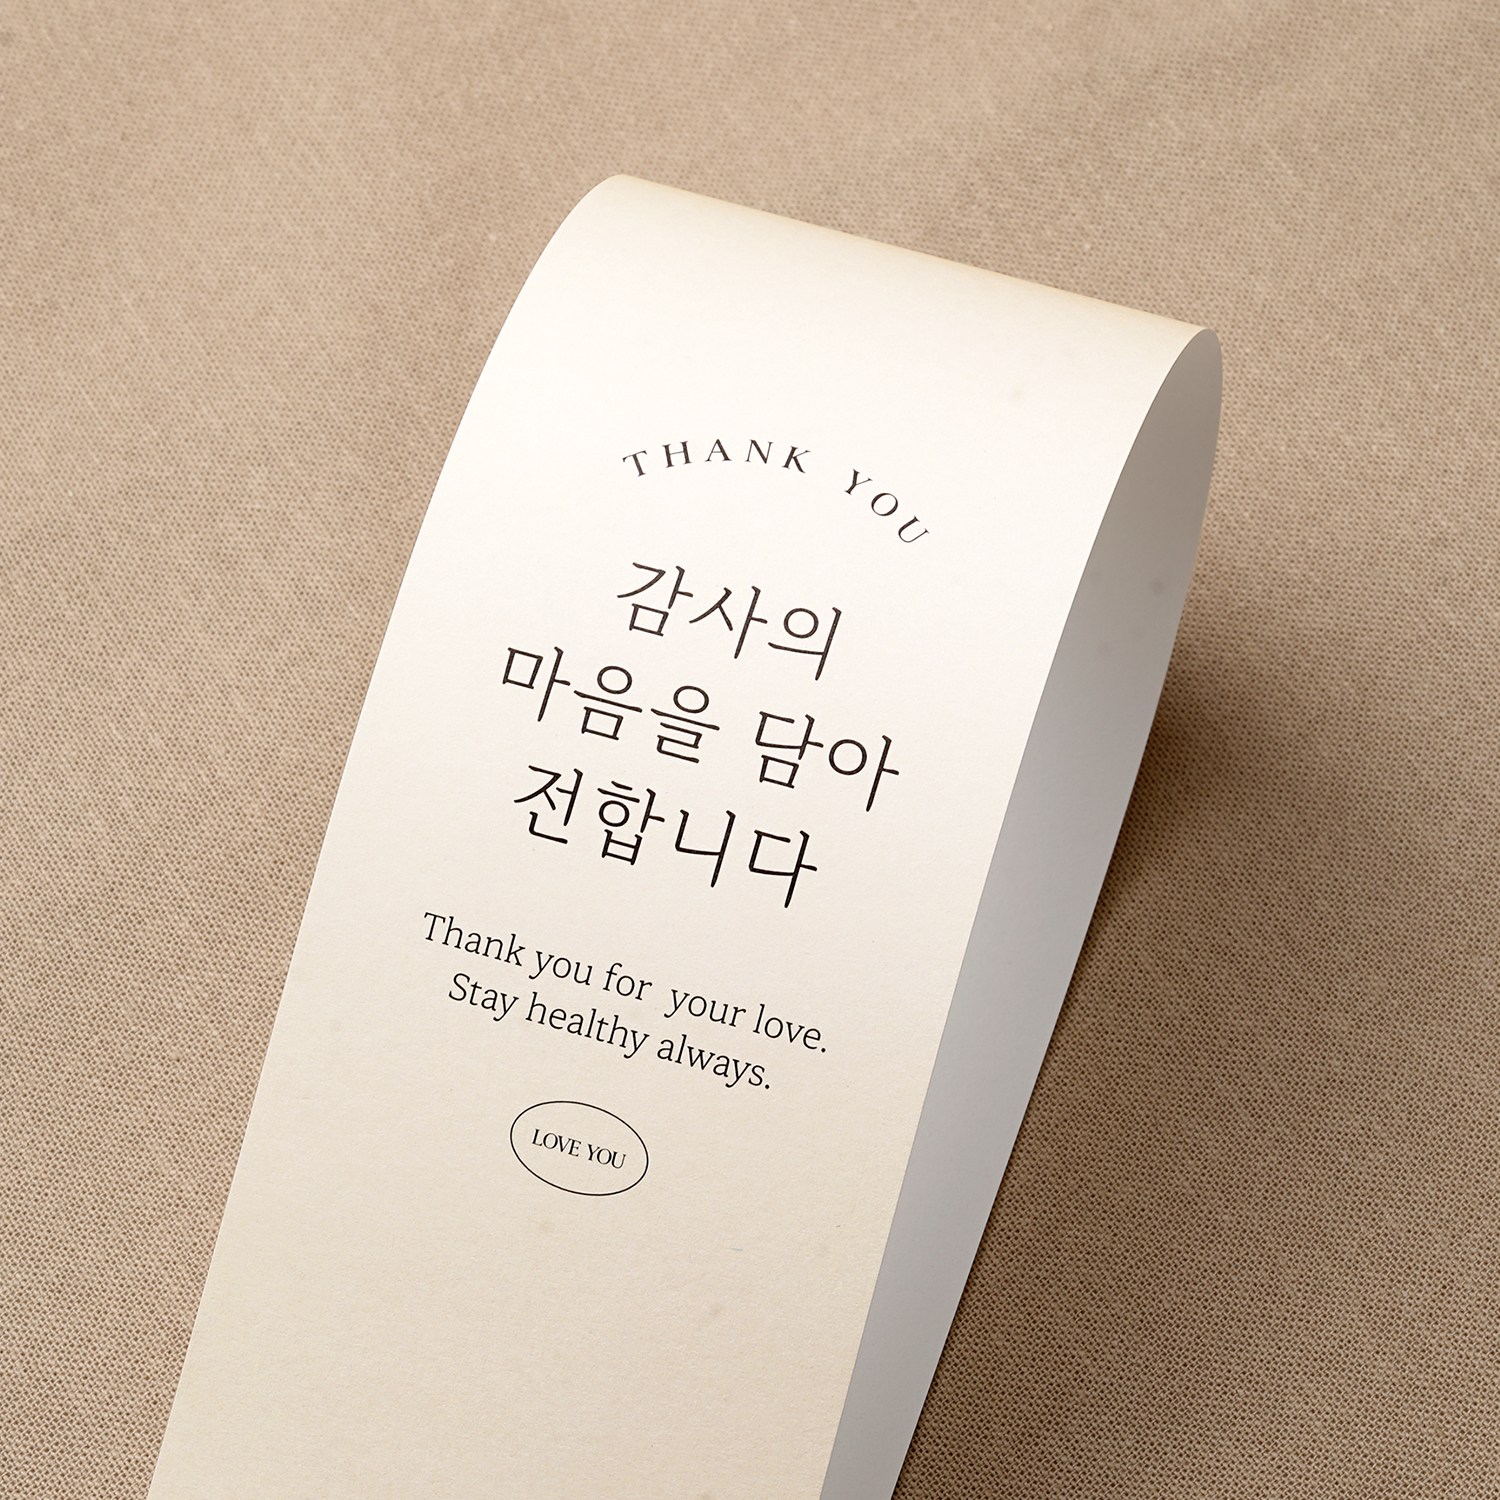 THANK YOU
감사의
마음을 담아
전합니다
Thank you for  your love.
Stay healthy always.
LOVE YOU